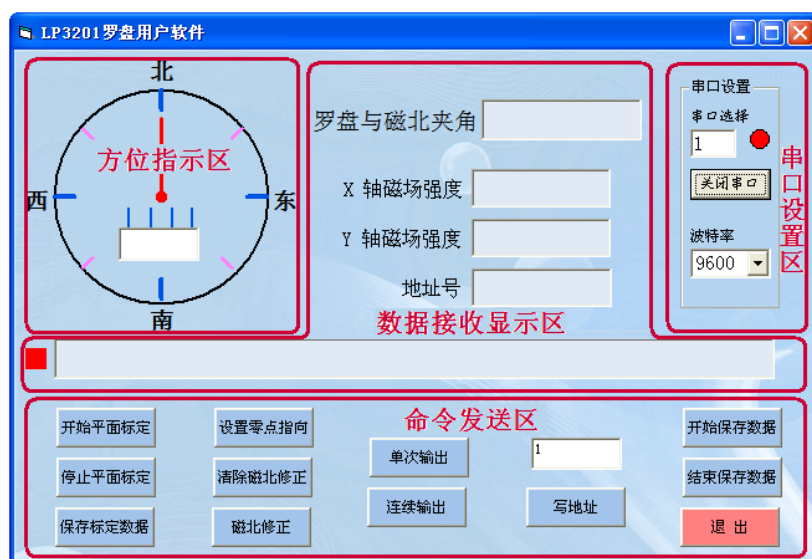 LP3201罗盘用户软件
北
方位指示区
西
东
南
罗盘与磁北夹角
X 轴磁场强度
Y 轴磁场强度
地址号
数据接收显示区
串口设置
串口选择
1
关闭串口
波特率
9600
串口设置区
命令发送区
开始平面标定
设置零点指向
单次输出
1
开始保存数据
停止平面标定
清除磁北修正
连续输出
写地址
结束保存数据
保存标定数据
磁北修正
退 出